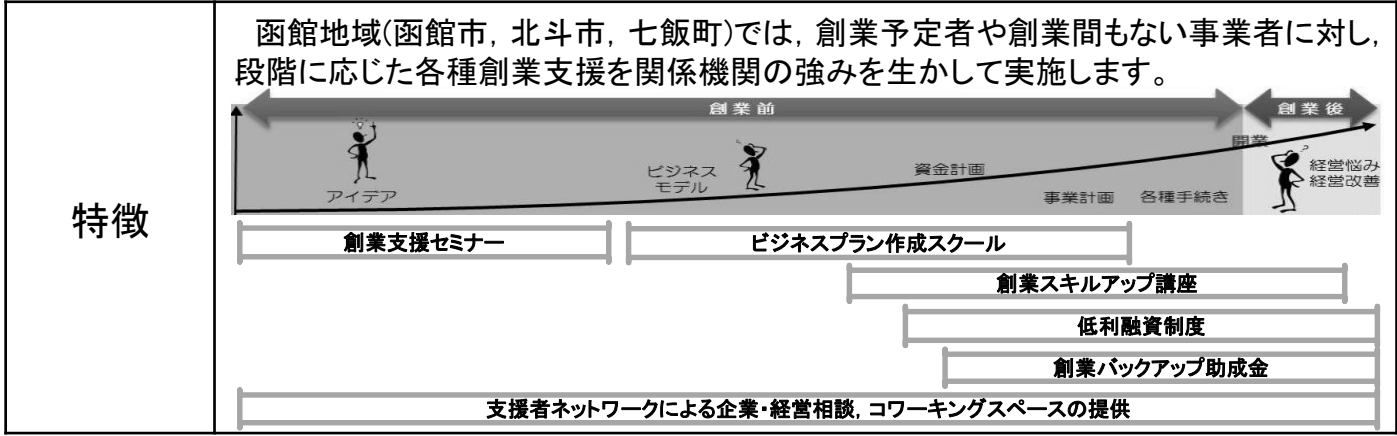 特徴
函館地域(函館市，北斗市，七飯町)では，創業予定者や創業間もない事業者に対し，
段階に応じた各種創業支援を関係機関の強みを生かして実施します。
創業前
創業後
アイデア
ビジネス
モデル
資金計画
事業計画
各種手続き
開業
経営悩み
経営改善
創業支援セミナー
ビジネスプラン作成スクール
創業スキルアップ講座
低利融資制度
創業バックアップ助成金
支援者ネットワークによる企業・経営相談，コワーキングスペースの提供